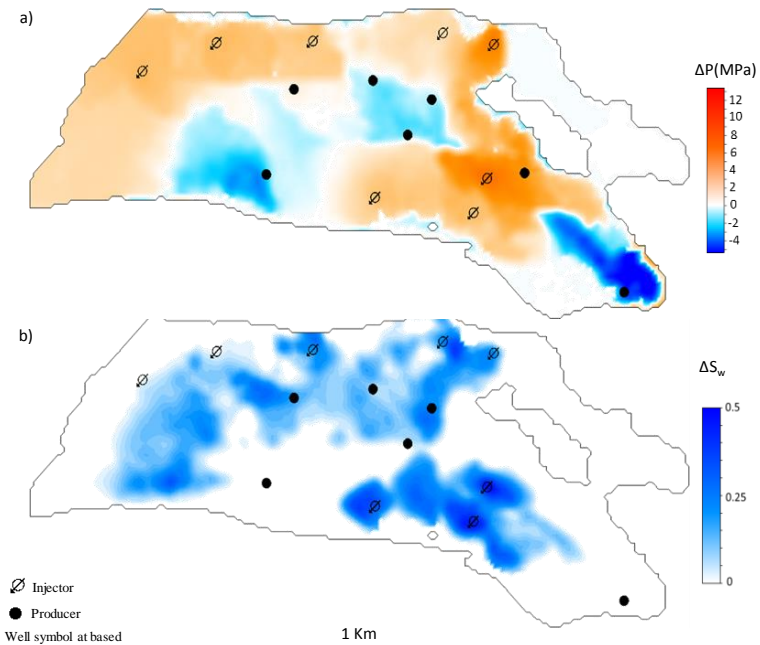 a)
ΔP(MPa)
12
10
8
6
4
2
0
-2
-4
b)
ΔSw
0.5
0.25
0
Injector
Producer
Well symbol at based
1 Km